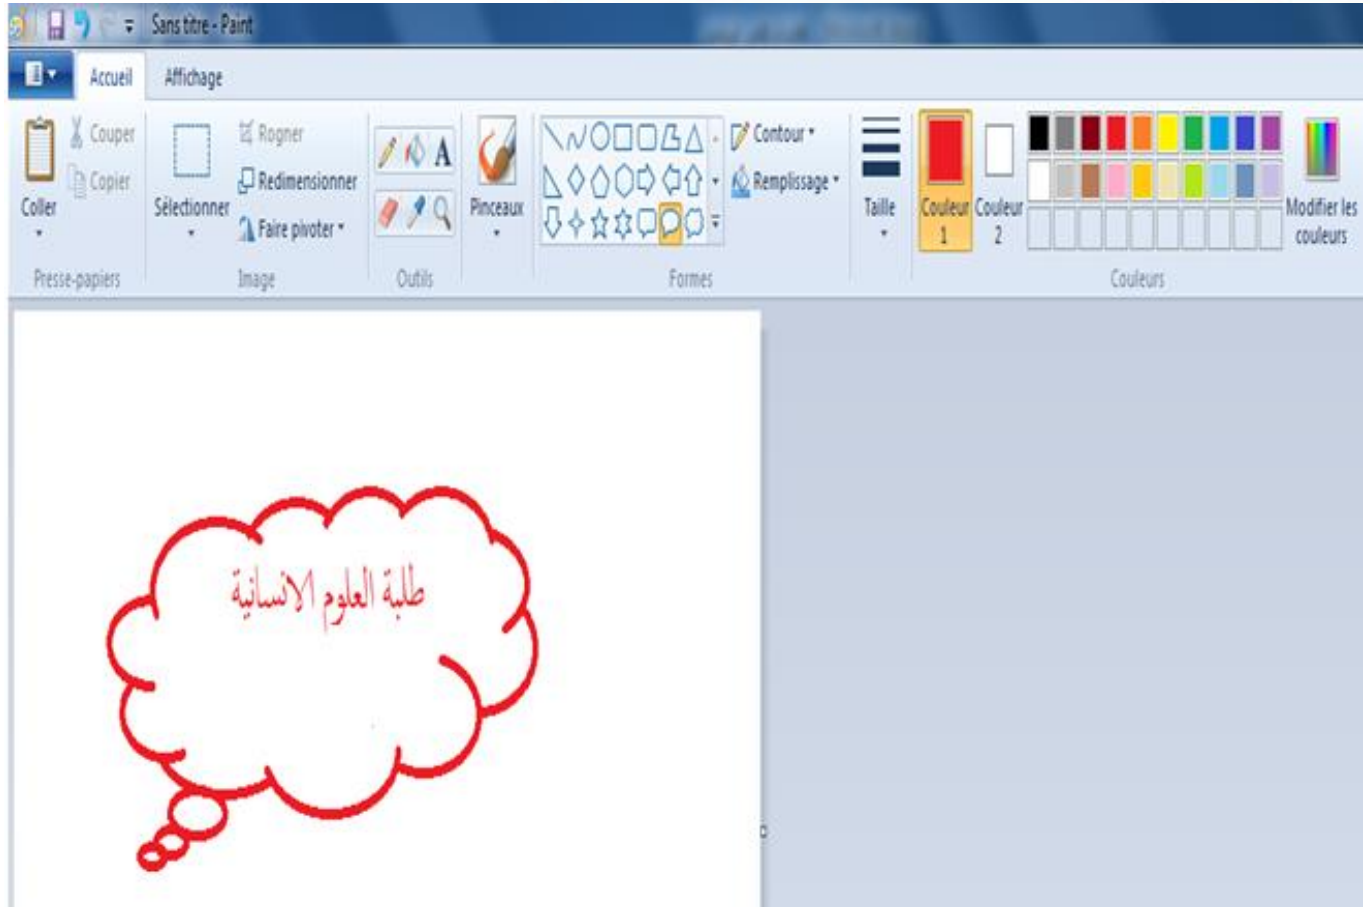 Sans titre - Paint
Accueil Affichage
Coller
Couper
Copier
Presse-papiers
Sélectionner
Rogner
Redimensionner
Faire pivoter
Image
A
Outils
Pinceaux
Contour
Remplissage
Formes
Taille
Couleur 1
Couleur 2
Modifier les couleurs
Couleurs
طلبة العلوم الانسانية